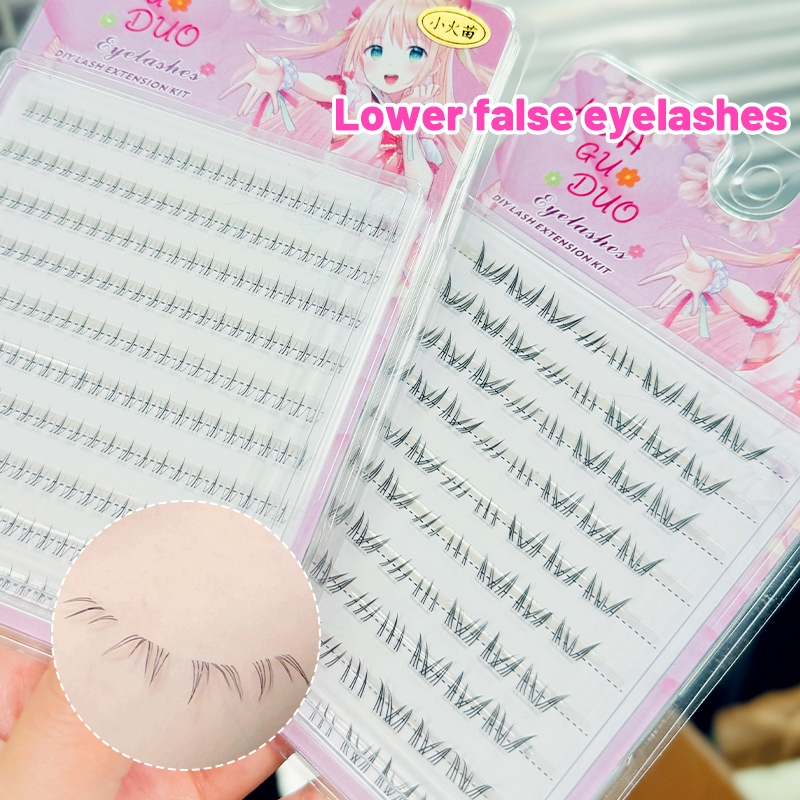 DUO
Eyelashes
DIY LASH EXTENSION KIT
小火苗
Lower false eyelashes
GU
DUO
Eyelashes
DIY LASH EXTENSION KIT